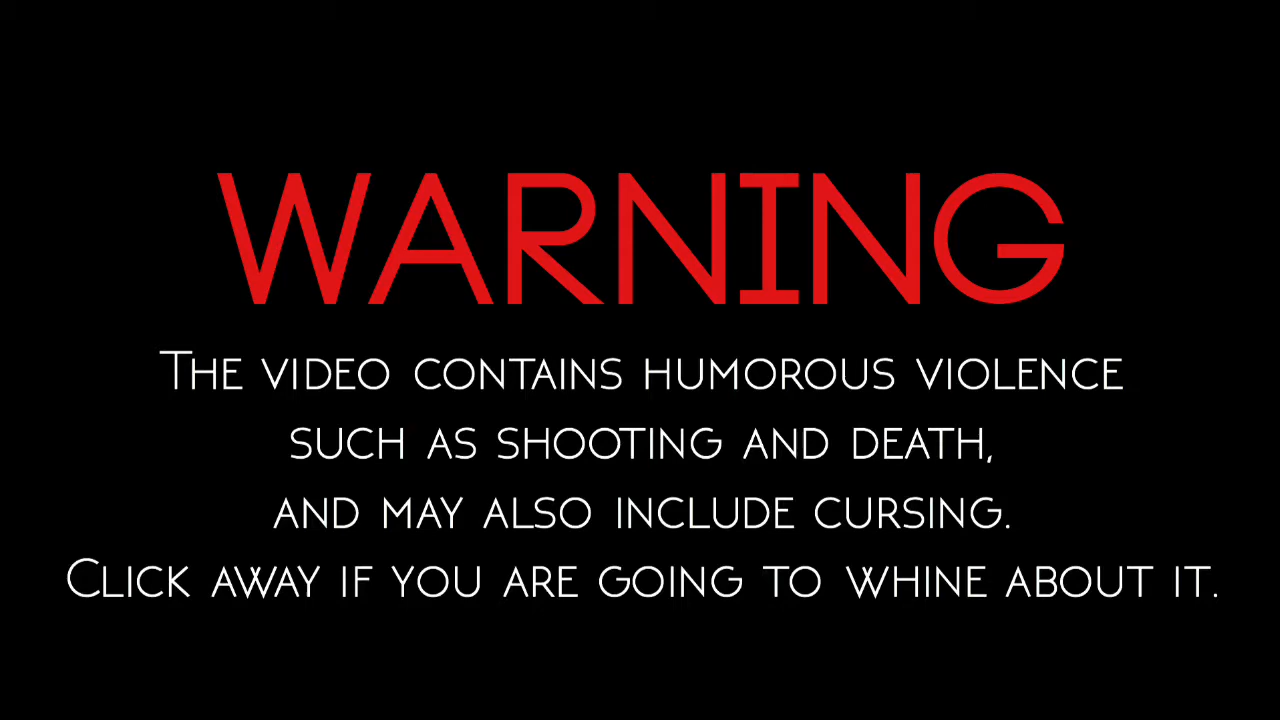 WARNING
THE VIDEO CONTAINS HUMOROUS VIOLENCE
SUCH AS SHOOTING AND DEATH,
AND MAY ALSO INCLUDE CURSING.
CLICK AWAY IF YOU ARE GOING TO WHINE ABOUT IT.